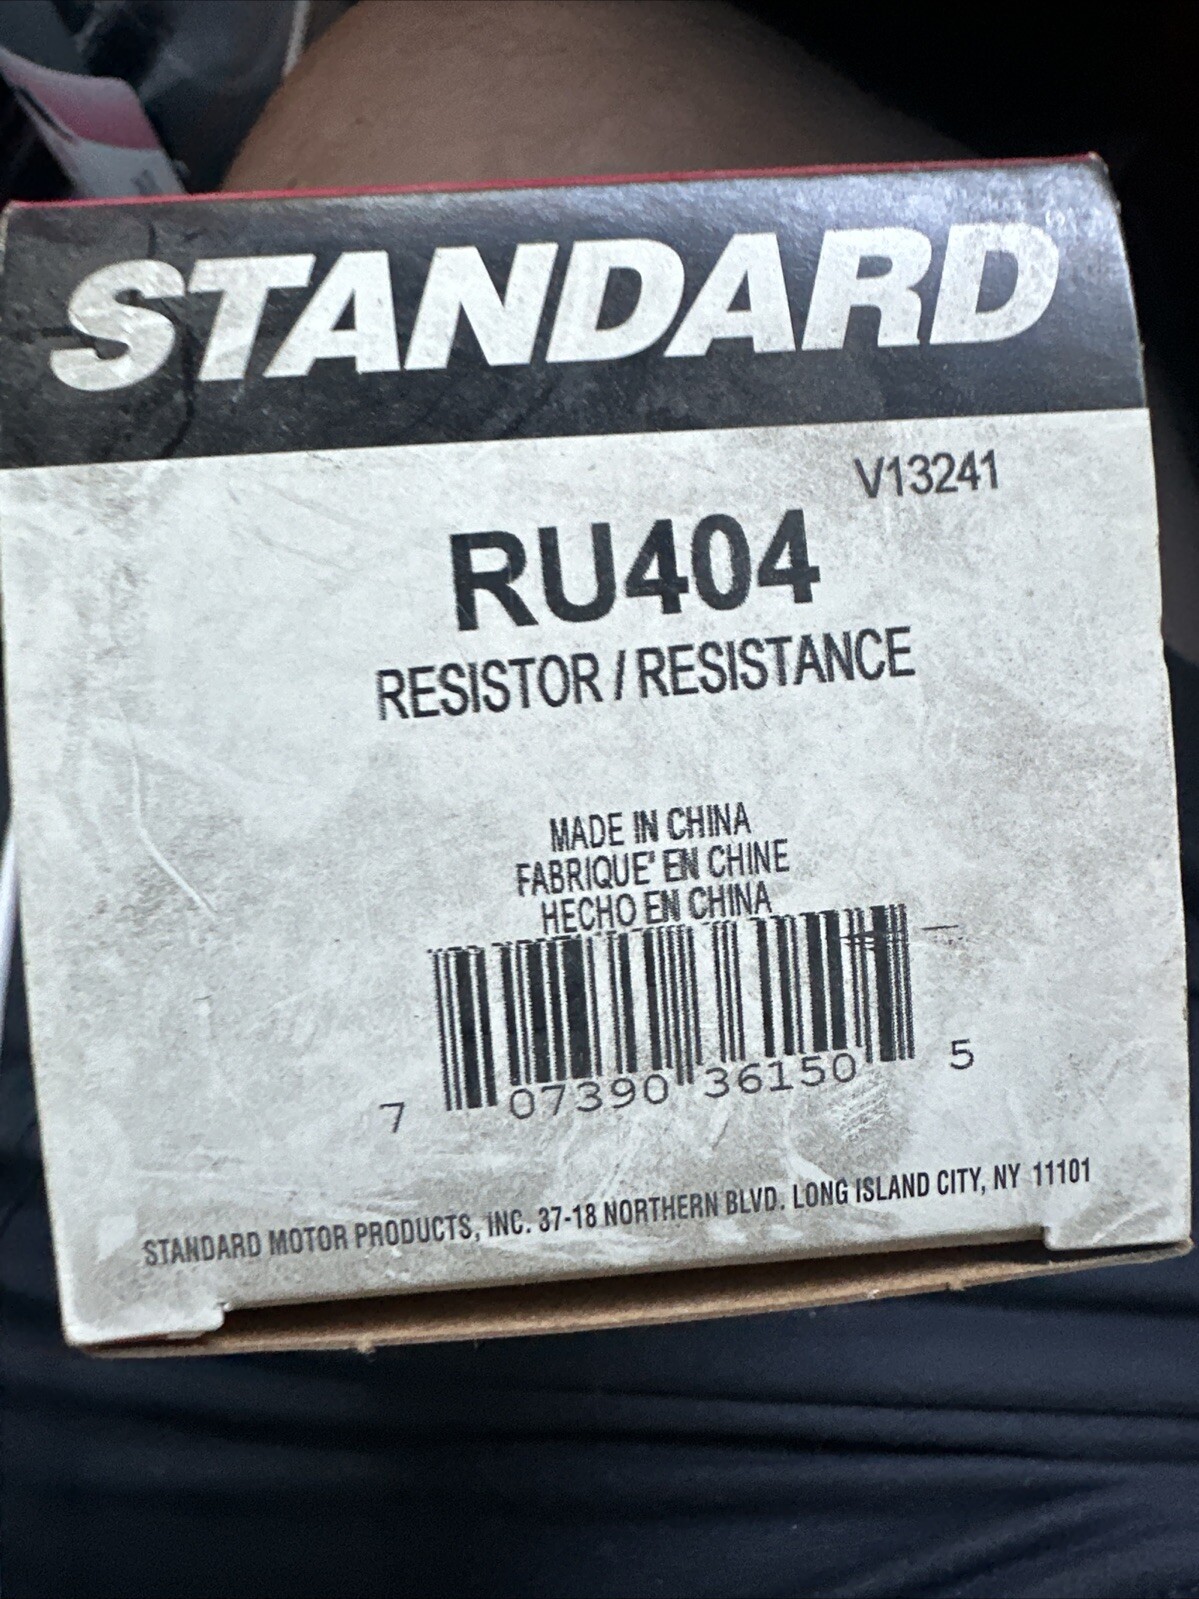 STANDARD
V13241
RU404
RESISTOR / RESISTANCE
MADE IN CHINA
FABRIQUE' EN CHINE
HECHO EN CHINA
7 07390 36150 5
STANDARD MOTOR PRODUCTS, INC. 37-18 NORTHERN BLVD. LONG ISLAND CITY, NY 11101